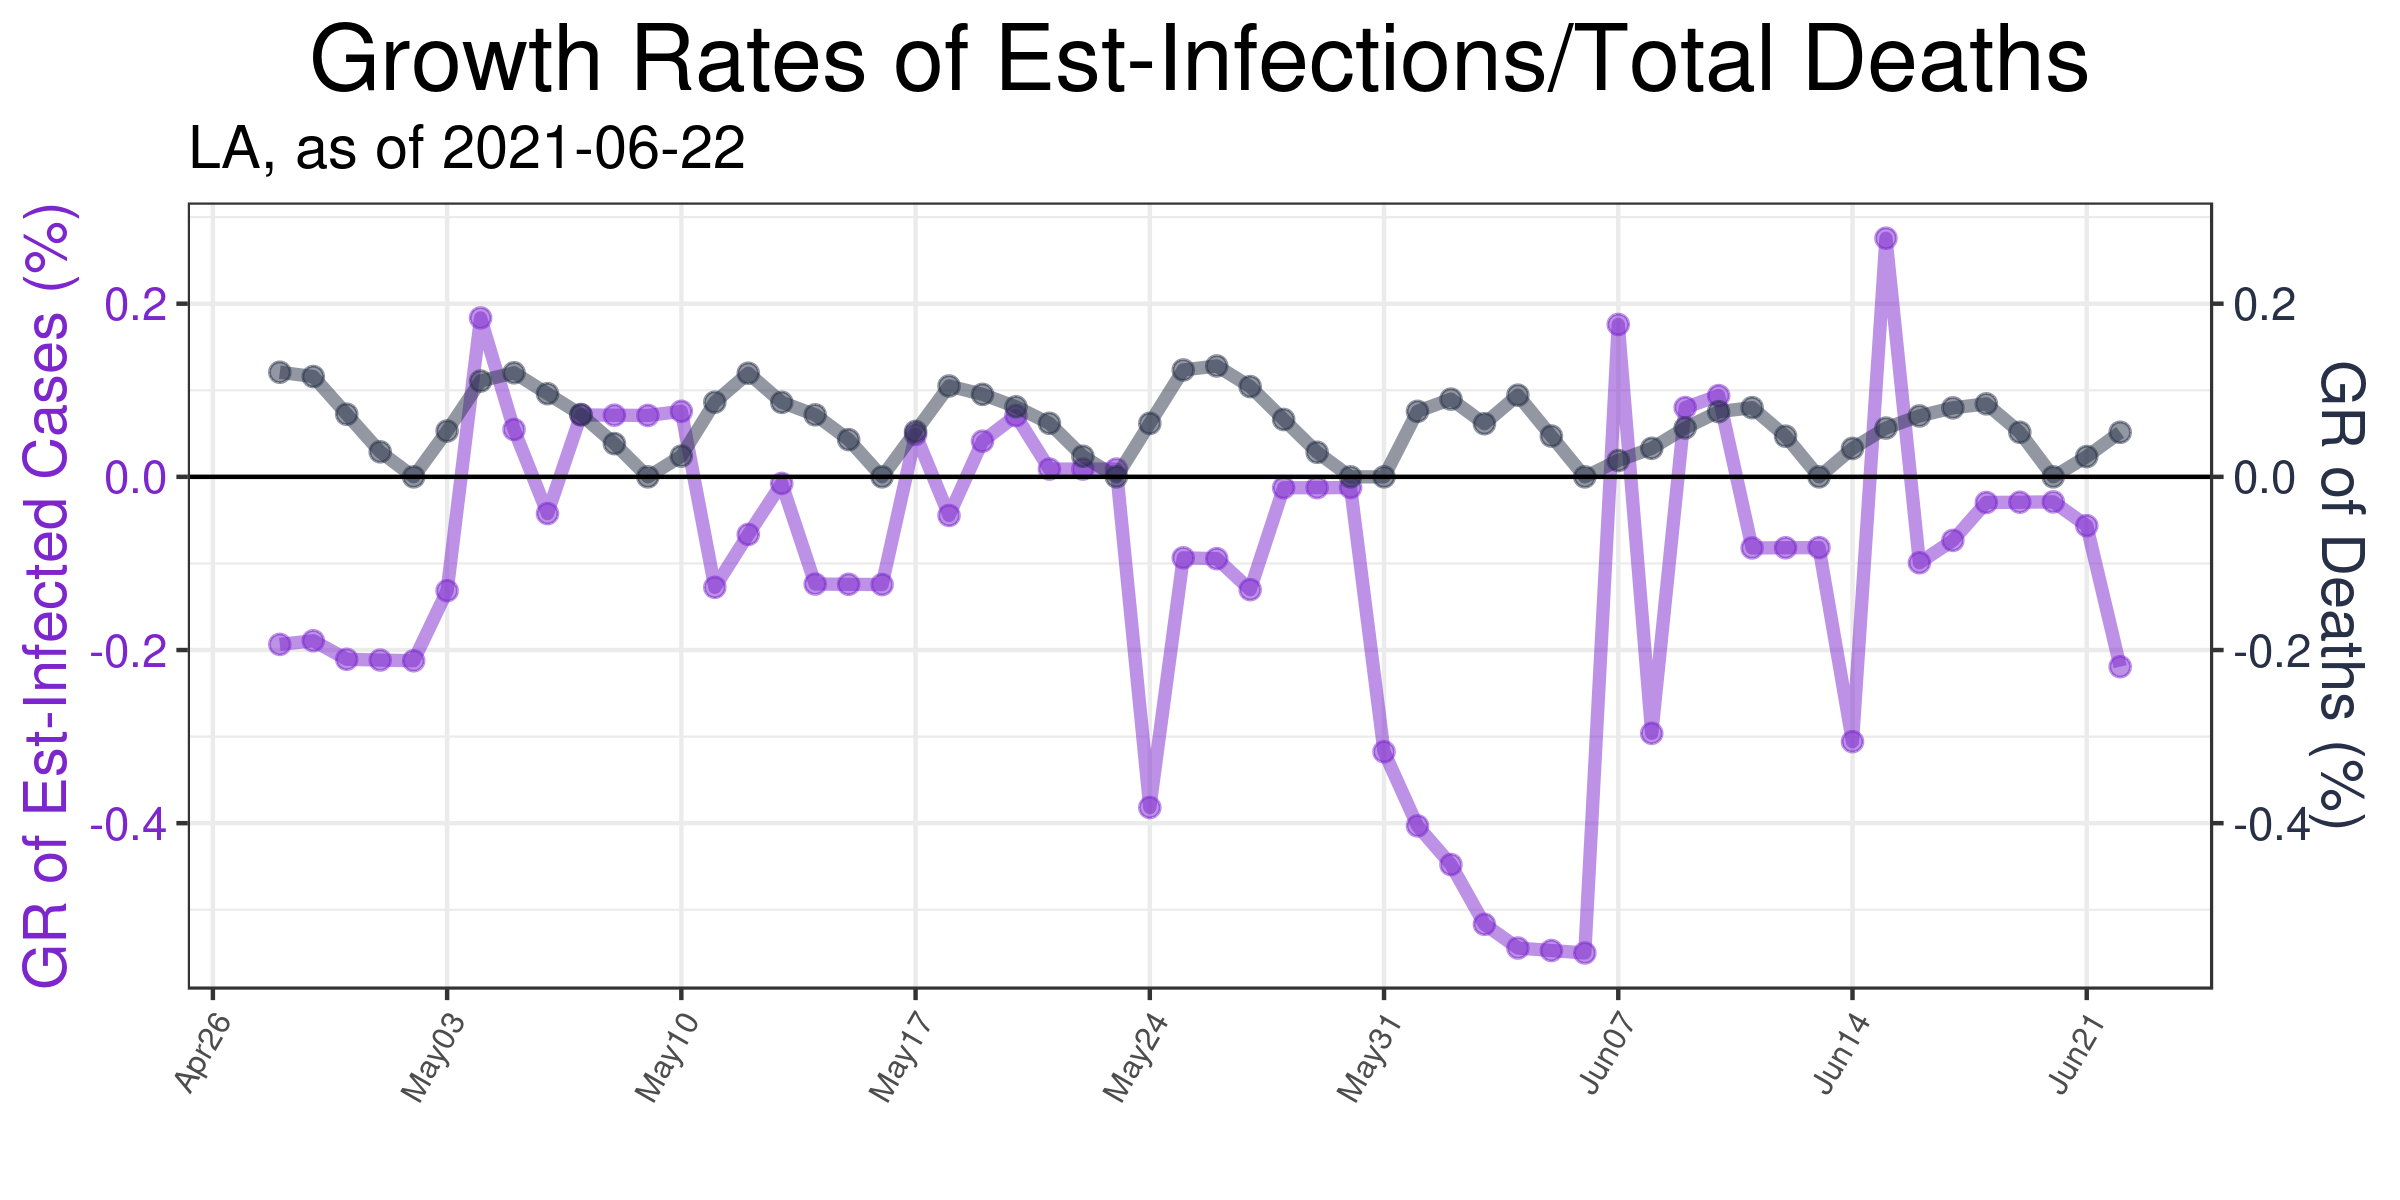 Growth Rates of Est-Infections/Total Deaths
LA, as of 2021-06-22
GR of Est-Infected Cases (%)
0.2
0.0
-0.2
-0.4
0.2
0.0
-0.2
-0.4
GR of Deaths (%)
Apr26
May03
May10
May17
May24
May31
Jun07
Jun14
Jun21